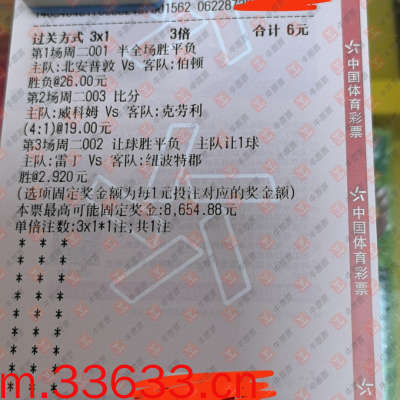 过关方式 3x1 3倍 合计 6元
第1场周二001 半全场胜平负
主队:北安普敦 Vs 客队:伯顿
胜负@26.00元
第2场周二003 比分
主队:威科姆 Vs 客队:克劳利
(4:1)@19.00元
第3场周二002 让球胜平负 主队让1球
主队:雷丁 Vs 客队:纽波特郡
胜@2.920元
(选项固定奖金额为每1元投注对应的奖金额)
本票最高可能固定奖金:8,654.88元
单倍注数:3x1*1注;共1注
* * *
* * *
* * *
* * *
* * *
* * *
* * *
* * *
* * *
中国体育彩票
中国体育彩票
m.33633.cn